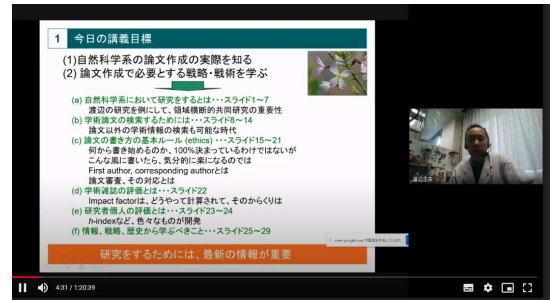 1 今日の講義目標
(1)自然科学系の論文作成の実際を知る
(2) 論文作成で必要とする戦略・戦術を学ぶ
(a) 自然科学系において研究をするとは・・・スライド1~7
渡辺の研究を例にして、領域横断的共同研究の重要性
(b) 学術論文の検索するためには・・・スライド8~14
論文以外の学術情報の検索も可能な時代
(c) 論文の書き方の基本ルール (ethics) ・・・スライド15~21
何から書き始めるのか、100%決まっているわけではないが
こんな風に書いたら、気分的に楽になるのでは
First author, corresponding authorとは
論文審査、その対応とは
(d) 学術雑誌の評価とは・・・スライド22
Impact factorは、どうやって計算されて、そのからくりは
(e) 研究者個人の評価とは・・・スライド23~24
h-indexなど、色々なものが開発
(f) 情報、戦略、歴史から学ぶべきこと・・・スライド25~29
研究をするためには、最新の情報が重要
4:31 / 1:20:39